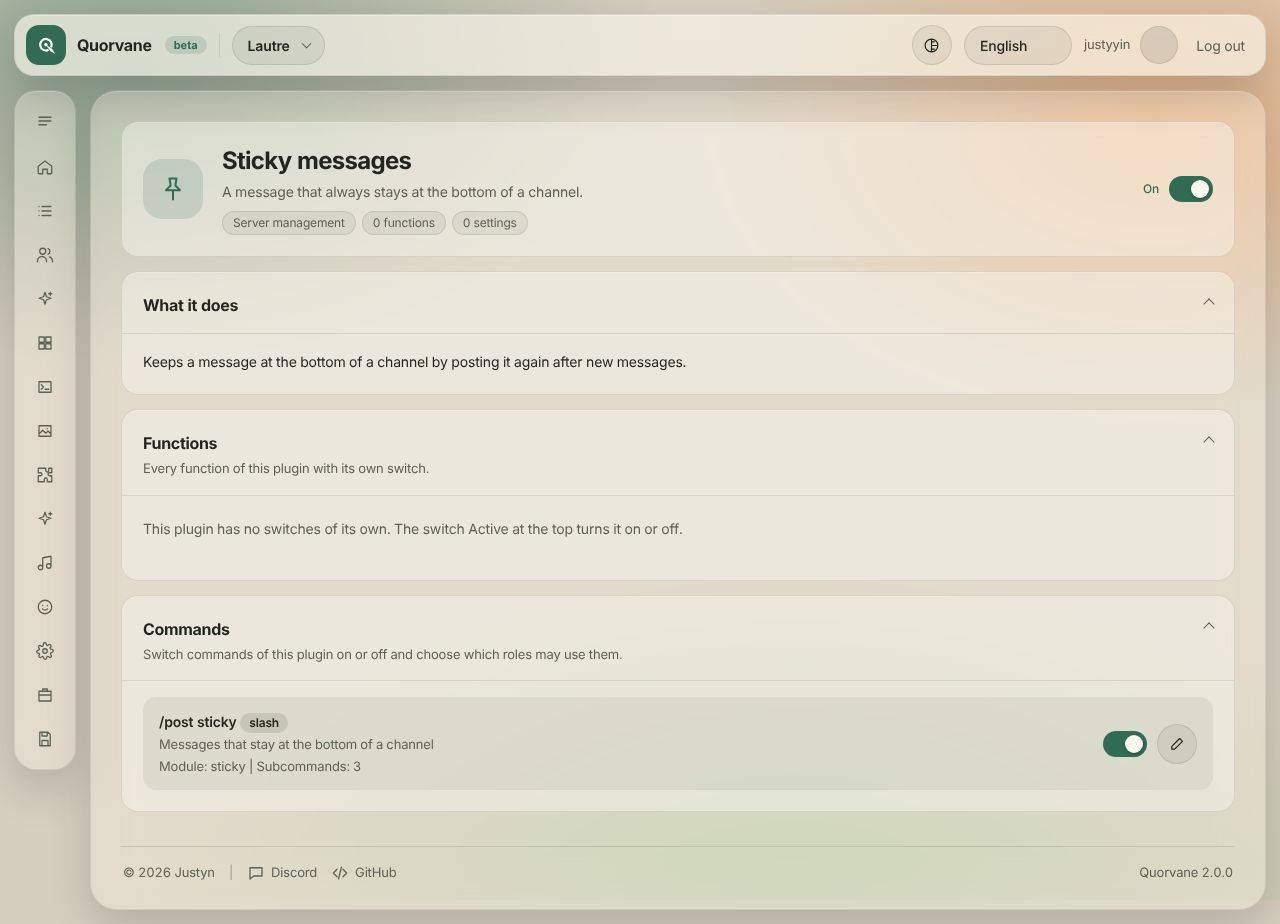 Quorvane beta Lautre English justyyin Log out
Sticky messages
A message that always stays at the bottom of a channel.
Server management 0 functions 0 settings
On
What it does
Keeps a message at the bottom of a channel by posting it again after new messages.
Functions
Every function of this plugin with its own switch.
This plugin has no switches of its own. The switch Active at the top turns it on or off.
Commands
Switch commands of this plugin on or off and choose which roles may use them.
/post sticky slash
Messages that stay at the bottom of a channel
Module: sticky | Subcommands: 3
© 2026 Justyn | Discord GitHub Quorvane 2.0.0